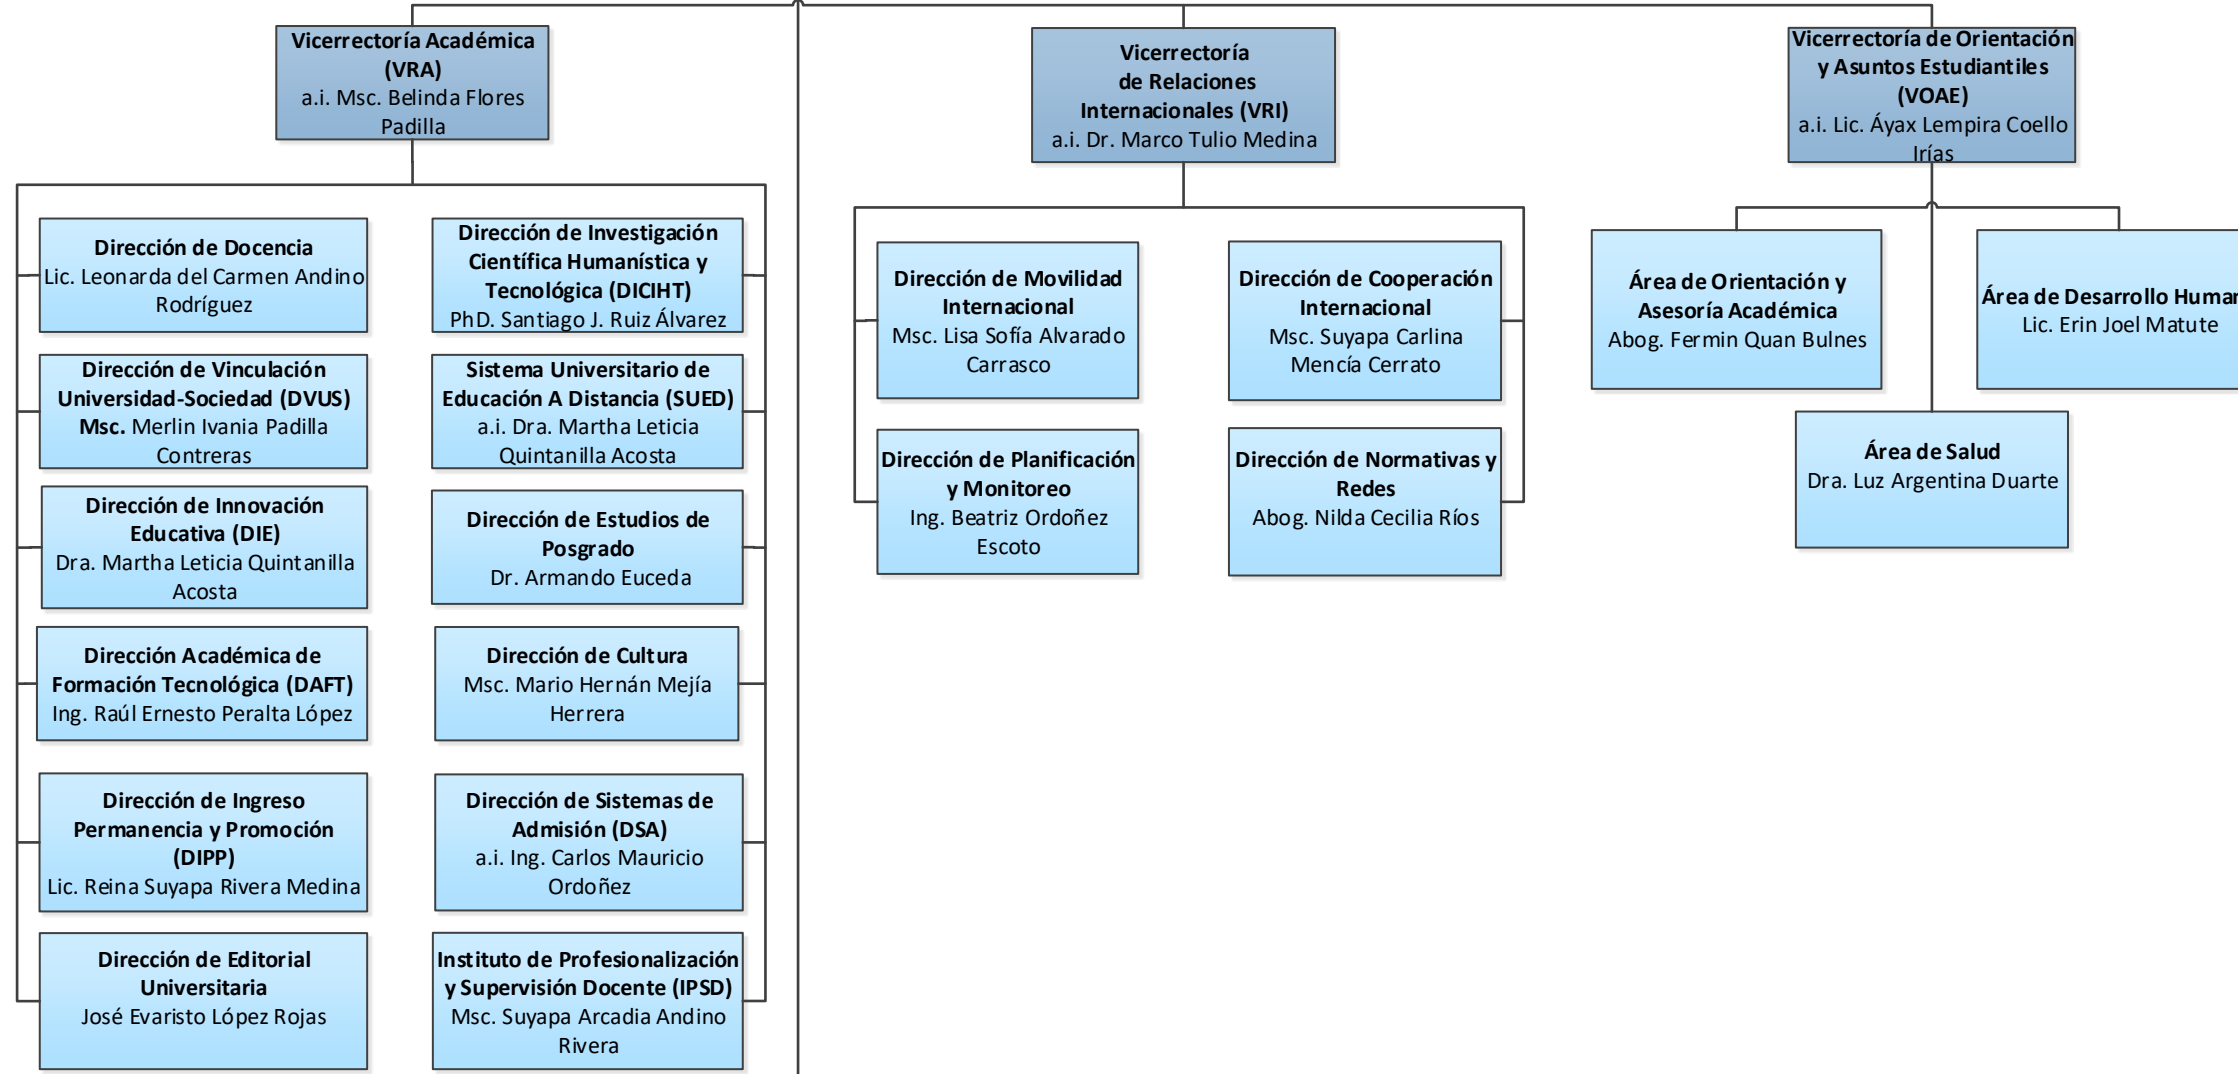 Vicerrectoría Académica
(VRA)
a.i. Msc. Belinda Flores
Padilla
Vicerrectoría
de Relaciones
Internacionales (VRI)
a.i. Dr. Marco Tulio Medina
Vicerrectoría de Orientación
y Asuntos Estudiantiles
(VOAE)
a.i. Lic. Áyax Lempira Coello
Irías
Dirección de Docencia
Lic. Leonarda del Carmen Andino
Rodríguez
Dirección de Investigación
Científica Humanística y
Tecnológica (DICIHT)
PhD. Santiago J. Ruiz Álvarez
Dirección de Vinculación
Universidad-Sociedad (DVUS)
Msc. Merlin Ivania Padilla
Contreras
Sistema Universitario de
Educación A Distancia (SUED)
a.i. Dra. Martha Leticia
Quintanilla Acosta
Dirección de Innovación
Educativa (DIE)
Dra. Martha Leticia Quintanilla
Acosta
Dirección de Estudios de
Posgrado
Dr. Armando Euceda
Dirección Académica de
Formación Tecnológica (DAFT)
Ing. Raúl Ernesto Peralta López
Dirección de Cultura
Msc. Mario Hernán Mejía
Herrera
Dirección de Ingreso
Permanencia y Promoción
(DIPP)
Lic. Reina Suyapa Rivera Medina
Dirección de Sistemas de
Admisión (DSA)
a.i. Ing. Carlos Mauricio
Ordoñez
Dirección de Editorial
Universitaria
José Evaristo López Rojas
Instituto de Profesionalización
y Supervisión Docente (IPSD)
Msc. Suyapa Arcadia Andino
Rivera
Dirección de Movilidad
Internacional
Msc. Lisa Sofía Alvarado
Carrasco
Dirección de Cooperación
Internacional
Msc. Suyapa Carlina
Mencía Cerrato
Dirección de Planificación
y Monitoreo
Ing. Beatriz Ordoñez
Escoto
Dirección de Normativas y
Redes
Abog. Nilda Cecilia Ríos
Área de Orientación y
Asesoría Académica
Abog. Fermin Quan Bulnes
Área de Desarrollo Human
Lic. Erin Joel Matute
Área de Salud
Dra. Luz Argentina Duarte